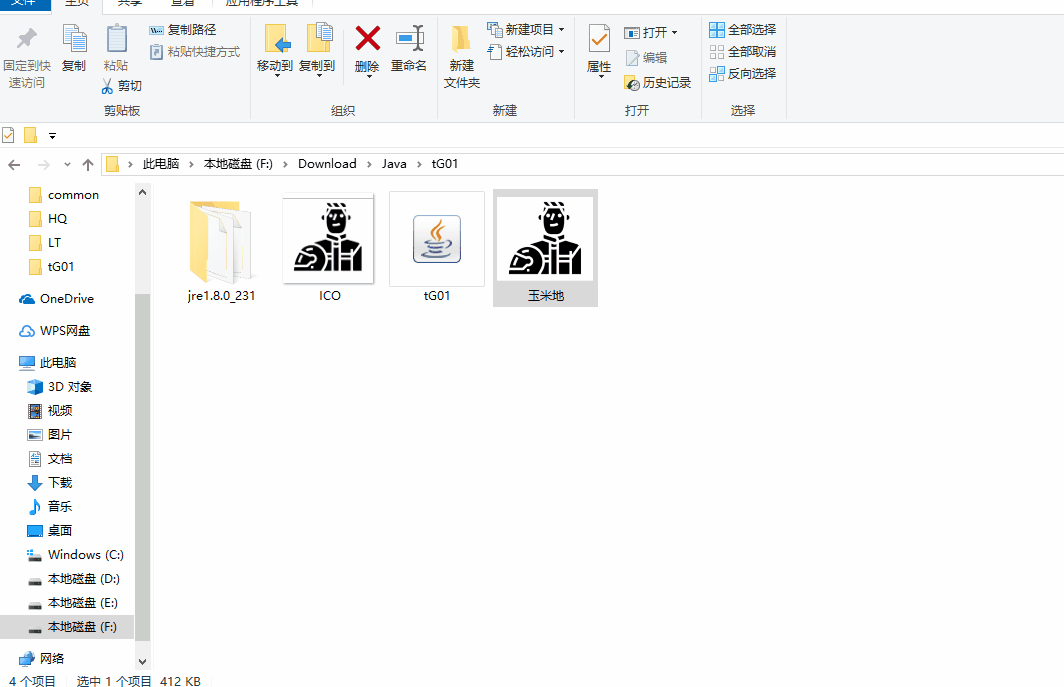 文件 主页 共享 查看 应用程序工具
固定到快速访问 复制 粘贴 复制路径 粘贴快捷方式 剪切 移动到 复制到 删除 重命名 新建文件夹 新建项目 轻松访问 属性 打开 编辑 历史记录 全部选择 全部取消 反向选择
剪贴板 组织 新建 打开 选择
此电脑 › 本地磁盘 (F:) › Download › Java › tG01
common
HQ
LT
tG01
OneDrive
WPS网盘
此电脑
3D 对象
视频
图片
文档
下载
音乐
桌面
Windows (C:)
本地磁盘 (D:)
本地磁盘 (E:)
本地磁盘 (F:)
网络
jre1.8.0_231 ICO tG01 玉米地
4 个项目 选中 1 个项目 412 KB